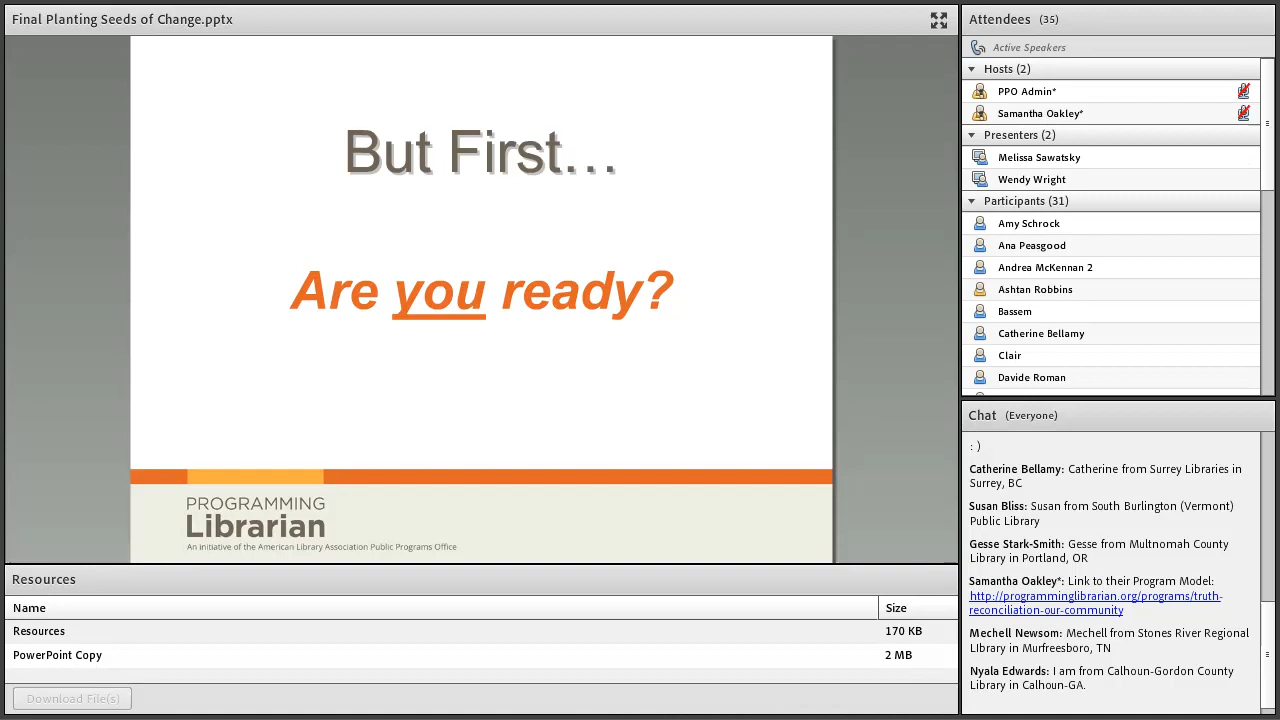 Final Planting Seeds of Change.pptx
But First…
Are you ready?
PROGRAMMING
Librarian
An initiative of the American Library Association Public Programs Office
Resources
Name Size
Resources 170 KB
PowerPoint Copy 2 MB
Download File(s)
Attendees (35)
Active Speakers
Hosts (2)
PPO Admin*
Samantha Oakley*
Presenters (2)
Melissa Sawatsky
Wendy Wright
Participants (31)
Amy Schrock
Ana Peasgood
Andrea McKennan 2
Ashtan Robbins
Bassem
Catherine Bellamy
Clair
Davide Roman
Chat (Everyone)
: )
Catherine Bellamy: Catherine from Surrey Libraries in
Surrey, BC
Susan Bliss: Susan from South Burlington (Vermont)
Public Library
Gesse Stark-Smith: Gesse from Multnomah County
Library in Portland, OR
Samantha Oakley*: Link to their Program Model:
http://programminglibrarian.org/programs/truth-
reconciliation-our-community
Mechell Newsom: Mechell from Stones River Regional
LIbrary in Murfreesboro, TN
Nyala Edwards: I am from Calhoun-Gordon County
Library in Calhoun-GA.